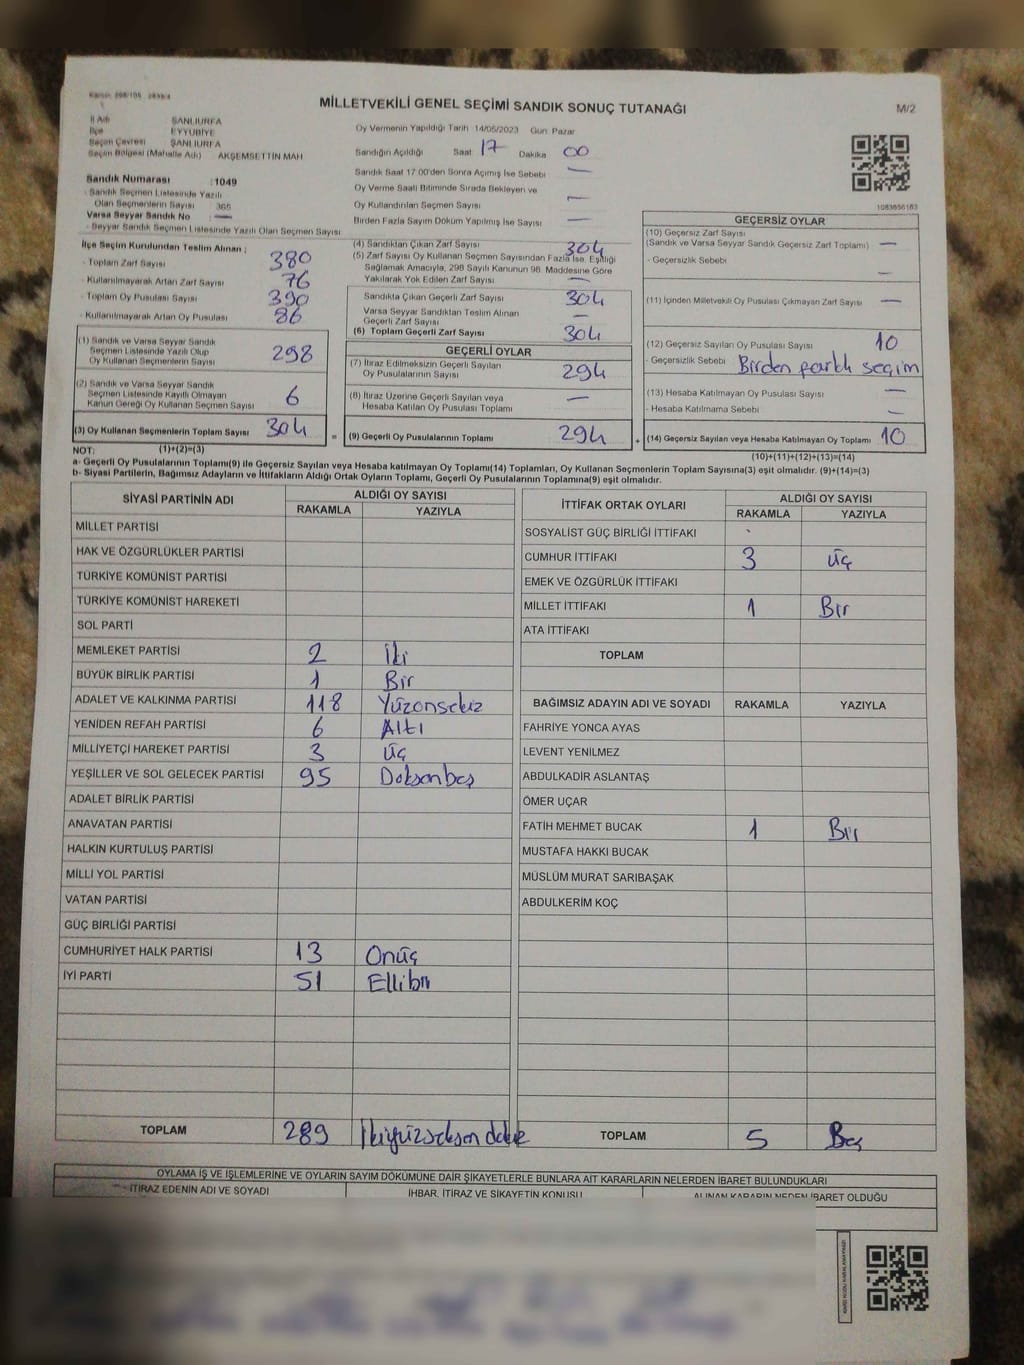 MİLLETVEKİLİ GENEL SEÇİMİ SANDIK SONUÇ TUTANAĞI
M/2
İl Adı ŞANLIURFA
İlçe EYYÜBİYE
Seçim Çevresi ŞANLIURFA
Seçim Bölgesi (Mahalle Adı) AKŞEMSETTİN MAH
Sandık Numarası :1049
Sandık Seçmen Listesinde Yazılı
Olan Seçmenlerin Sayısı 365
Varsa Seyyar Sandık No —
Seyyar Sandık Seçmen Listesinde Yazılı Olan Seçmen Sayısı
Oy Vermenin Yapıldığı Tarih 14/05/2023 Gün Pazar
Sandığın Açıldığı Saat 17 Dakika 00
Sandık Saat 17:00'den Sonra Açılmış İse Sebebi —
Oy Verme Saati Bitiminde Sırada Bekleyen ve
Oy Kullandırılan Seçmen Sayısı —
Birden Fazla Sayım Döküm Yapılmış İse Sayısı —
1083656163
İlçe Seçim Kurulundan Teslim Alınan ;
- Toplam Zarf Sayısı 380
- Kullanılmayarak Artan Zarf Sayısı 76
- Toplam Oy Pusulası Sayısı 390
- Kullanılmayarak Artan Oy Pusulası 86
(1) Sandık ve Varsa Seyyar Sandık
Seçmen Listesinde Yazılı Olup
Oy Kullanan Seçmenlerin Sayısı 298
(2) Sandık ve Varsa Seyyar Sandık
Seçmen Listesinde Kayıtlı Olmayan
Kanun Gereği Oy Kullanan Seçmen Sayısı 6
(3) Oy Kullanan Seçmenlerin Toplam Sayısı 304
(1)+(2)=(3)
(4) Sandıktan Çıkan Zarf Sayısı 304
(5) Zarf Sayısı Oy Kullanan Seçmen Sayısından Fazla İse, Eşitliği
Sağlamak Amacıyla, 298 Sayılı Kanunun 98. Maddesine Göre
Yakılarak Yok Edilen Zarf Sayısı —
Sandıkta Çıkan Geçerli Zarf Sayısı 304
Varsa Seyyar Sandıktan Teslim Alınan
Geçerli Zarf Sayısı —
(6) Toplam Geçerli Zarf Sayısı 304
GEÇERLİ OYLAR
(7) İtiraz Edilmeksizin Geçerli Sayılan
Oy Pusulalarının Sayısı 294
(8) İtiraz Üzerine Geçerli Sayılan veya
Hesaba Katılan Oy Pusulası Toplamı —
= (9) Geçerli Oy Pusulalarının Toplamı 294
GEÇERSİZ OYLAR
(10) Geçersiz Zarf Sayısı
(Sandık ve Varsa Seyyar Sandık Geçersiz Zarf Toplamı) —
- Geçersizlik Sebebi —
(11) İçinden Milletvekili Oy Pusulası Çıkmayan Zarf Sayısı —
(12) Geçersiz Sayılan Oy Pusulası Sayısı 10
- Geçersizlik Sebebi Birden farklı seçim
(13) Hesaba Katılmayan Oy Pusulası Sayısı —
- Hesaba Katılmama Sebebi —
+ (14) Geçersiz Sayılan veya Hesaba Katılmayan Oy Toplamı 10
(10)+(11)+(12)+(13)=(14)
NOT:
a- Geçerli Oy Pusulalarının Toplamı(9) ile Geçersiz Sayılan veya Hesaba katılmayan Oy Toplamı(14) Toplamları, Oy Kullanan Seçmenlerin Toplam Sayısına(3) eşit olmalıdır. (9)+(14)=(3)
b- Siyasi Partilerin, Bağımsız Adayların ve İttifakların Aldığı Ortak Oyların Toplamı, Geçerli Oy Pusulalarının Toplamına(9) eşit olmalıdır.
SİYASİ PARTİNİN ADI ALDIĞI OY SAYISI
RAKAMLA YAZIYLA
MİLLET PARTİSİ
HAK VE ÖZGÜRLÜKLER PARTİSİ
TÜRKİYE KOMÜNİST PARTİSİ
TÜRKİYE KOMÜNİST HAREKETİ
SOL PARTİ
MEMLEKET PARTİSİ 2 İki
BÜYÜK BİRLİK PARTİSİ 1 Bir
ADALET VE KALKINMA PARTİSİ 118 Yüzonsekiz
YENİDEN REFAH PARTİSİ 6 Altı
MİLLİYETÇİ HAREKET PARTİSİ 3 üç
YEŞİLLER VE SOL GELECEK PARTİSİ 95 Doksanbeş
ADALET BİRLİK PARTİSİ
ANAVATAN PARTİSİ
HALKIN KURTULUŞ PARTİSİ
MİLLİ YOL PARTİSİ
VATAN PARTİSİ
GÜÇ BİRLİĞİ PARTİSİ
CUMHURİYET HALK PARTİSİ 13 Onüç
İYİ PARTİ 51 Ellibir
TOPLAM 289 İkiyüzseksen dokuz
İTTİFAK ORTAK OYLARI ALDIĞI OY SAYISI
RAKAMLA YAZIYLA
SOSYALİST GÜÇ BİRLİĞİ İTTİFAKI
CUMHUR İTTİFAKI 3 üç
EMEK VE ÖZGÜRLÜK İTTİFAKI
MİLLET İTTİFAKI 1 Bir
ATA İTTİFAKI
TOPLAM
BAĞIMSIZ ADAYIN ADI VE SOYADI RAKAMLA YAZIYLA
FAHRİYE YONCA AYAS
LEVENT YENİLMEZ
ABDULKADİR ASLANTAŞ
ÖMER UÇAR
FATİH MEHMET BUCAK 1 Bir
MUSTAFA HAKKI BUCAK
MÜSLÜM MURAT SARIBAŞAK
ABDULKERİM KOÇ
TOPLAM 5 Beş
OYLAMA İŞ VE İŞLEMLERİNE VE OYLARIN SAYIM DÖKÜMÜNE DAİR ŞİKAYETLERLE BUNLARA AİT KARARLARIN NELERDEN İBARET BULUNDUKLARI
İTİRAZ EDENİN ADI VE SOYADI İHBAR, İTİRAZ VE ŞİKAYETİN KONUSU ALINAN KARARIN NEDEN İBARET OLDUĞU